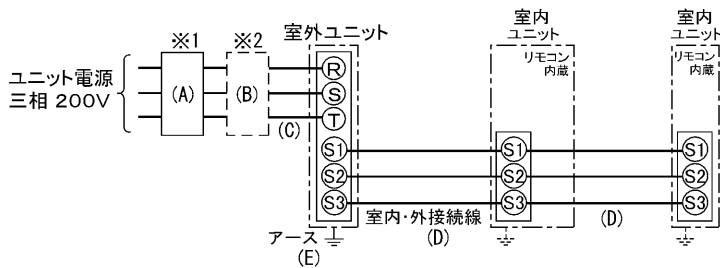 ※1
※2
室外ユニット
室内
ユニット
室内
ユニット
リモコン
内蔵
リモコン
内蔵
ユニット電源
三相 200V
(A)
(B)
(C)
R
S
T
S1
S2
S3
S1
S2
S3
S1
S2
S3
室内・外接続線
(D)
(D)
アース
(E)